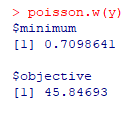 > poisson.w(y)
$minimum
[1] 0.7098641
$objective
[1] 45.84693